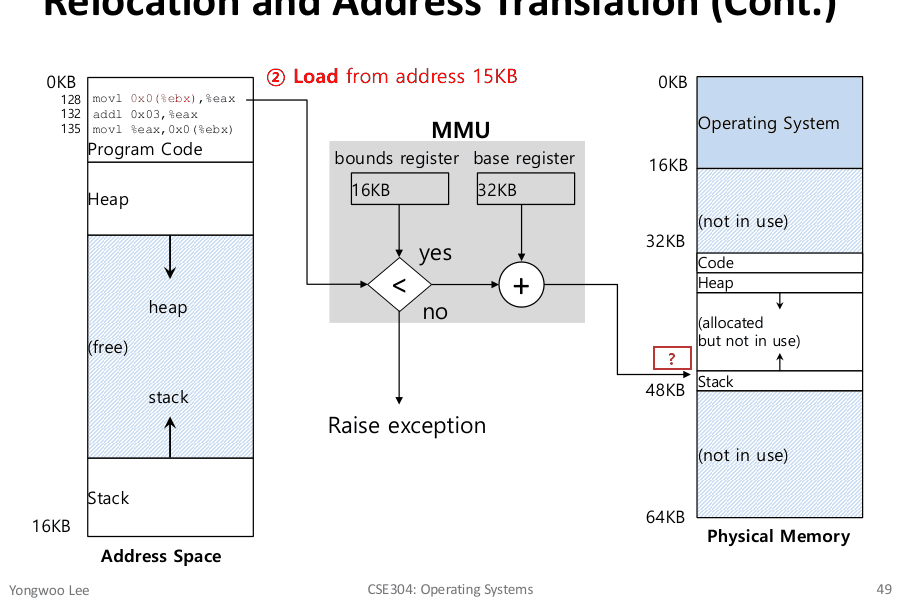 Relocation and Address Translation (Cont.)
② Load from address 15KB
0KB
128 movl 0x0(%ebx),%eax
132 addl 0x03,%eax
135 movl %eax,0x0(%ebx)
Program Code
Heap
heap
(free)
stack
Stack
16KB
Address Space
MMU
bounds register
base register
16KB
32KB
<
yes
no
+
Raise exception
0KB
Operating System
16KB
(not in use)
32KB
Code
Heap
(allocated
but not in use)
?
Stack
48KB
(not in use)
64KB
Physical Memory
Yongwoo Lee
CSE304: Operating Systems
49